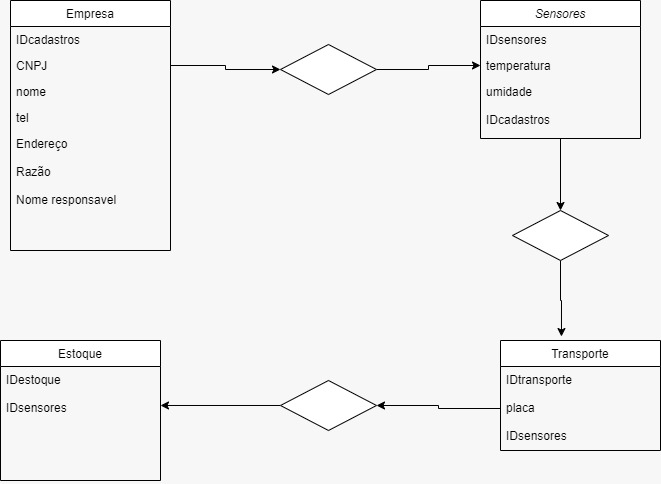 Empresa
IDcadastros
CNPJ
nome
tel
Endereço
Razão
Nome responsavel
Sensores
IDsensores
temperatura
umidade
IDcadastros
Estoque
IDestoque
IDsensores
Transporte
IDtransporte
placa
IDsensores